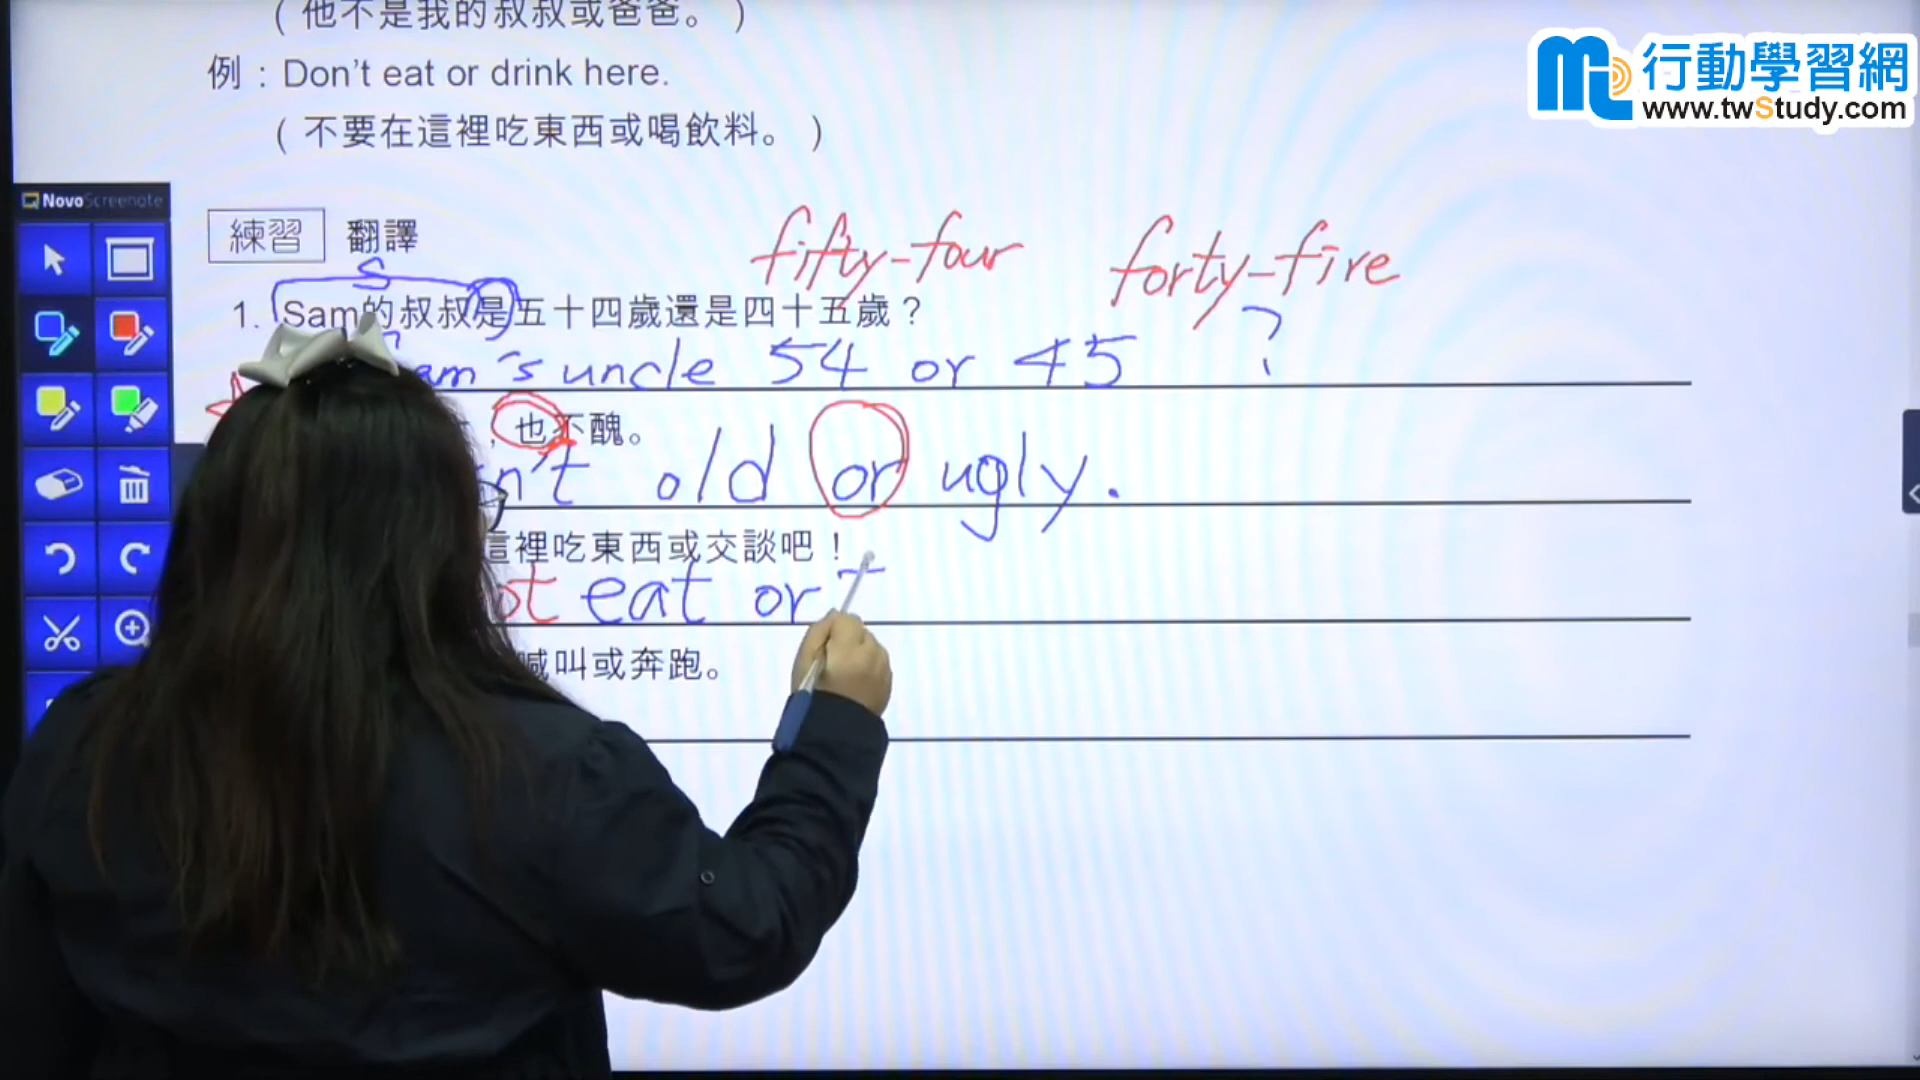 (他不是我的叔叔或爸爸。)
例：Don't eat or drink here.
(不要在這裡吃東西或喝飲料。)
行動學習網
www.twStudy.com
NovoScreenote
練習 翻譯
fifty-four forty-five
S
1. Sam的叔叔是五十四歲還是四十五歲？
am's uncle 54 or 45 ?
，也不醜。
n't old or ugly.
這裡吃東西或交談吧！
ot eat or
喊叫或奔跑。